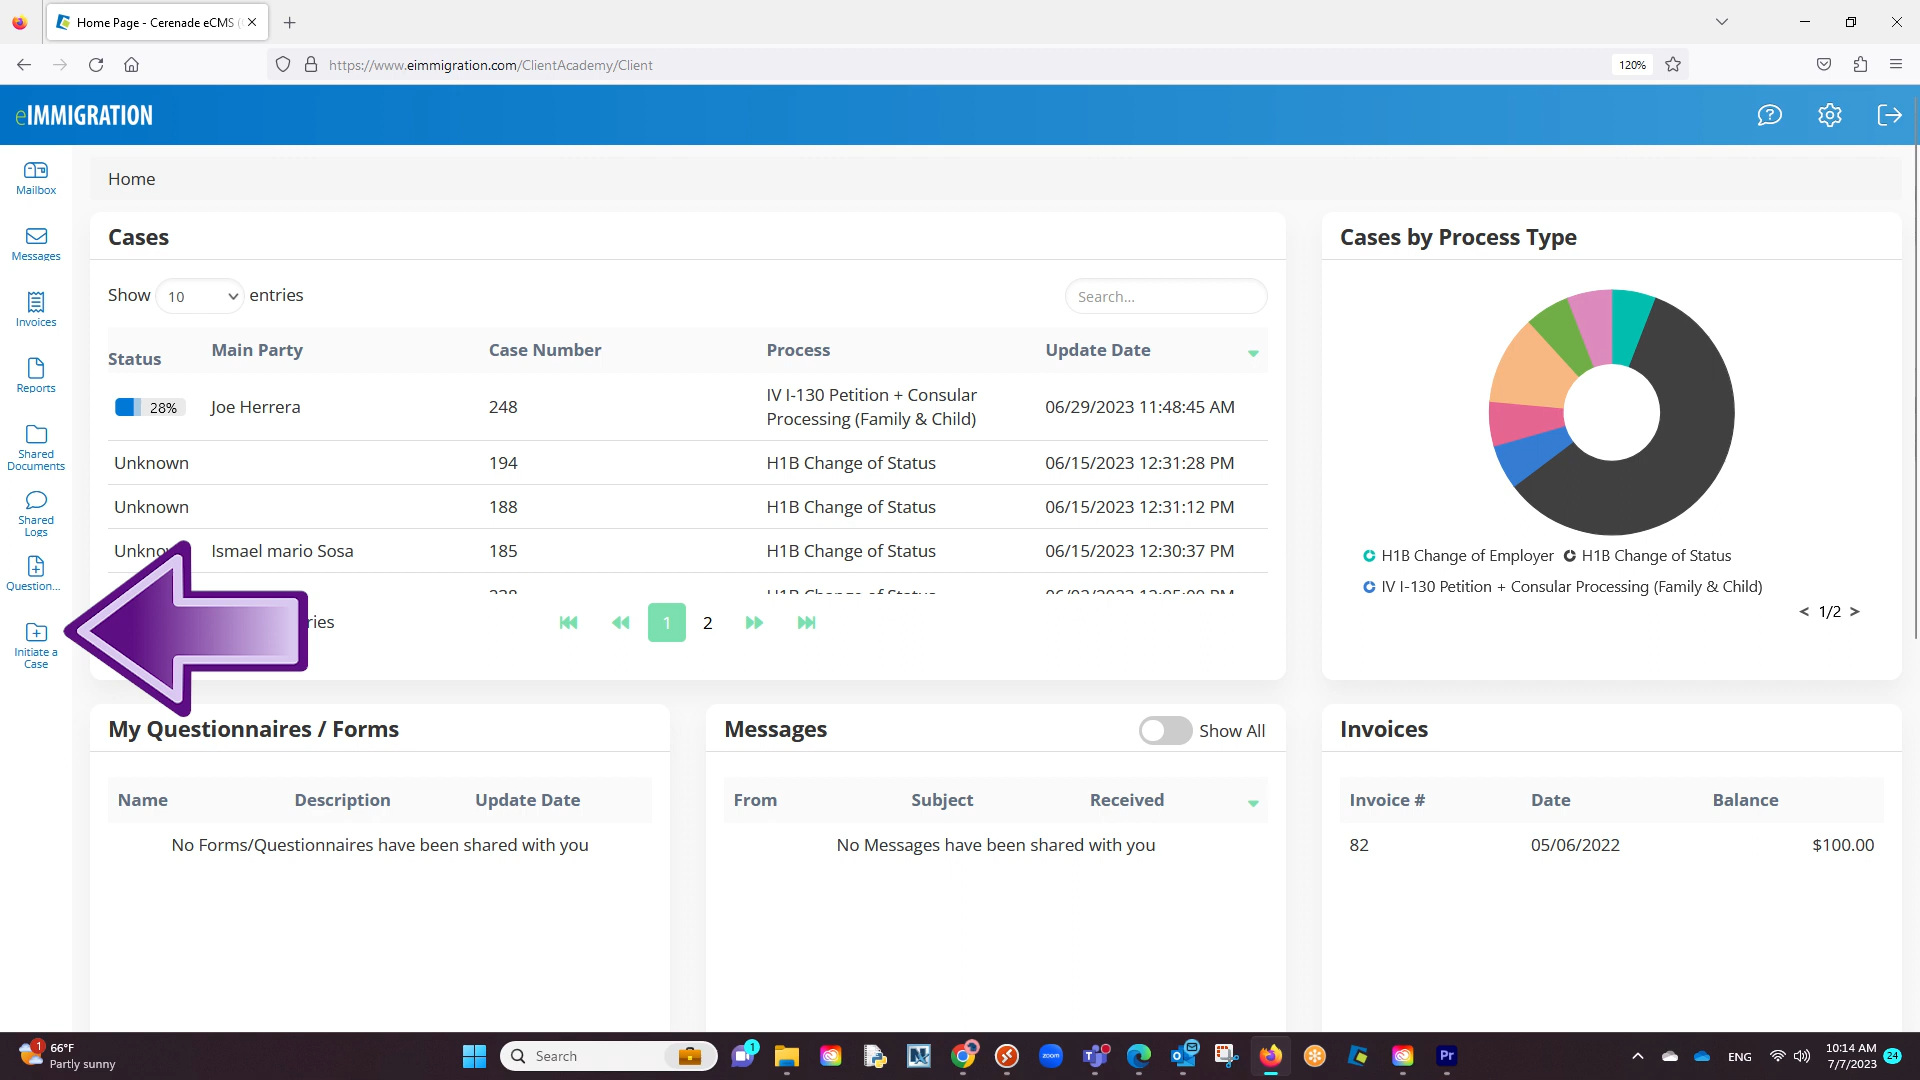 Home Page - Cerenade eCMS (
https://www.eimmigration.com/ClientAcademy/Client
120%
eIMMIGRATION
Mailbox
Messages
Invoices
Reports
Shared
Documents
Shared
Logs
Question...
Initiate a
Case
Home
Cases
Show 10 entries
Search...
Status Main Party Case Number Process Update Date
28% Joe Herrera 248 IV I-130 Petition + Consular
Processing (Family & Child) 06/29/2023 11:48:45 AM
Unknown 194 H1B Change of Status 06/15/2023 12:31:28 PM
Unknown 188 H1B Change of Status 06/15/2023 12:31:12 PM
Unkno Ismael mario Sosa 185 H1B Change of Status 06/15/2023 12:30:37 PM
ries
1 2
Cases by Process Type
H1B Change of Employer H1B Change of Status
IV I-130 Petition + Consular Processing (Family & Child)
< 1/2 >
My Questionnaires / Forms
Name Description Update Date
No Forms/Questionnaires have been shared with you
Messages
Show All
From Subject Received
No Messages have been shared with you
Invoices
Invoice # Date Balance
82 05/06/2022 $100.00
1
66°F
Partly sunny
Search
1
zoom
Pr
ENG
10:14 AM
7/7/2023
24